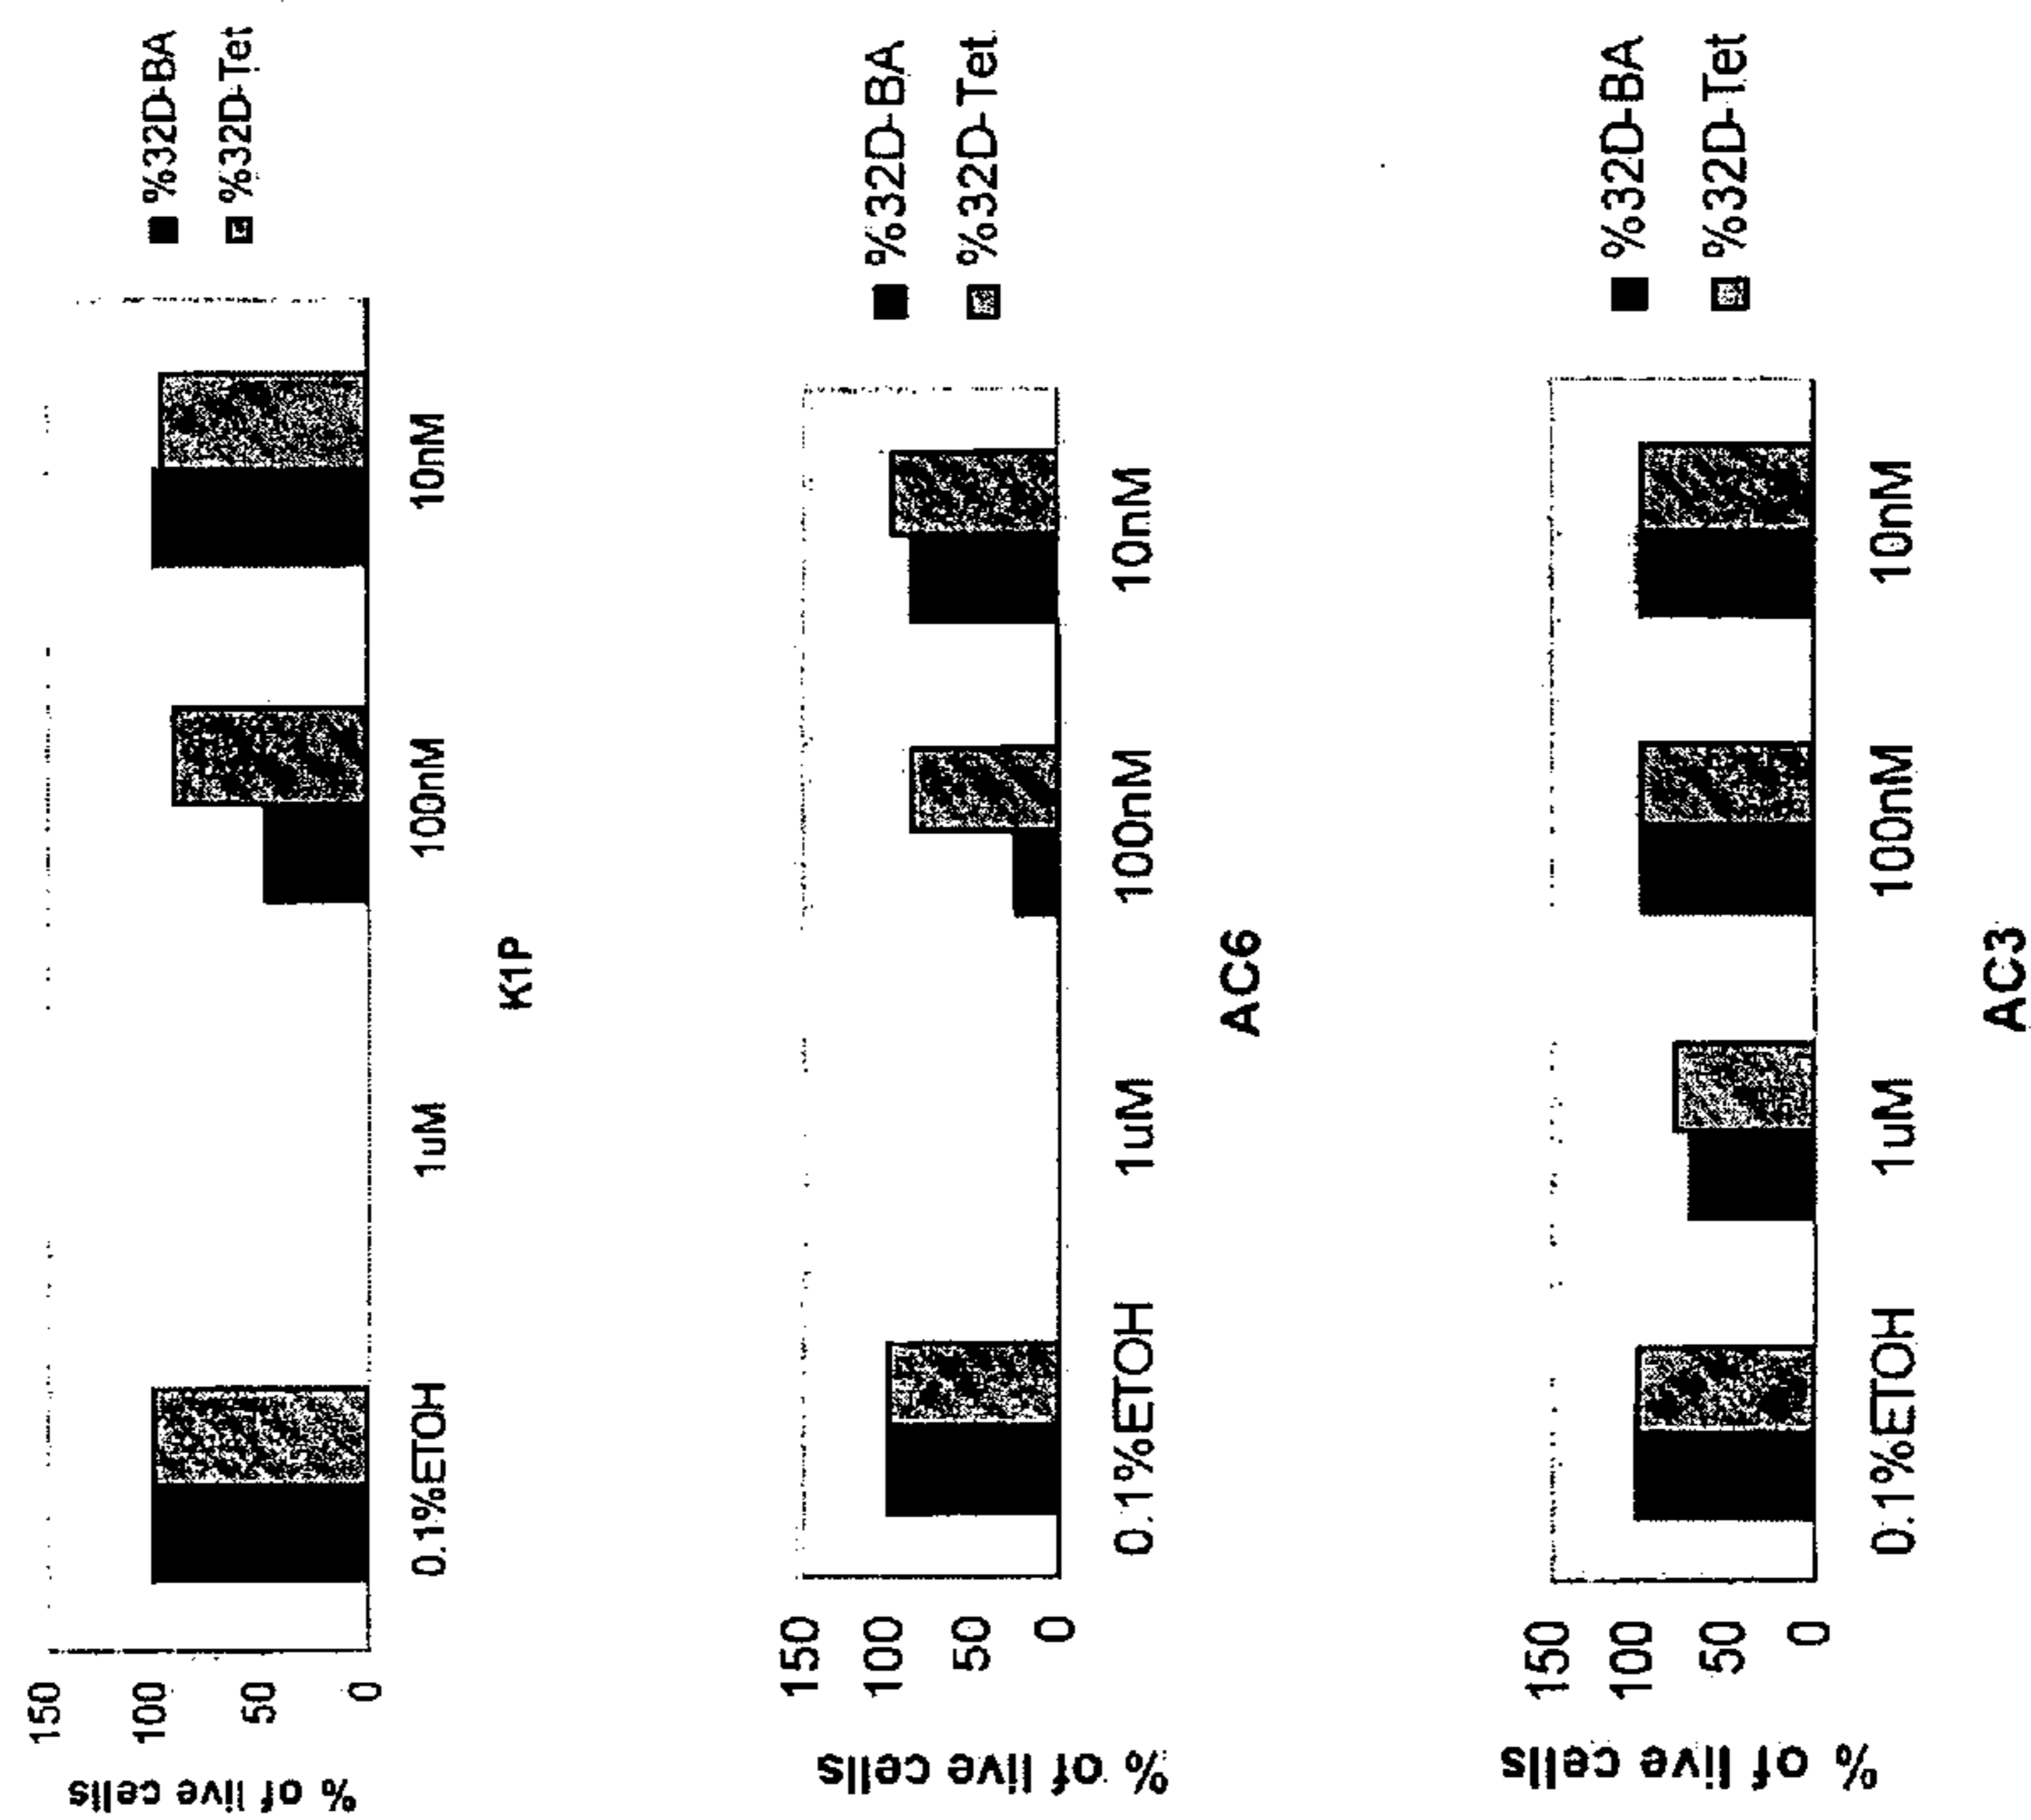 % of live cells
150
100
50
0
0.1%ETOH 1uM 100nM 10nM
K1P
%32D-BA
%32D-Tet
% of live cells
150
100
50
0
0.1%ETOH 1uM 100nM 10nM
AC6
%32D-BA
%32D-Tet
% of live cells
150
100
50
0
0.1%ETOH 1uM 100nM 10nM
AC3
%32D-BA
%32D-Tet